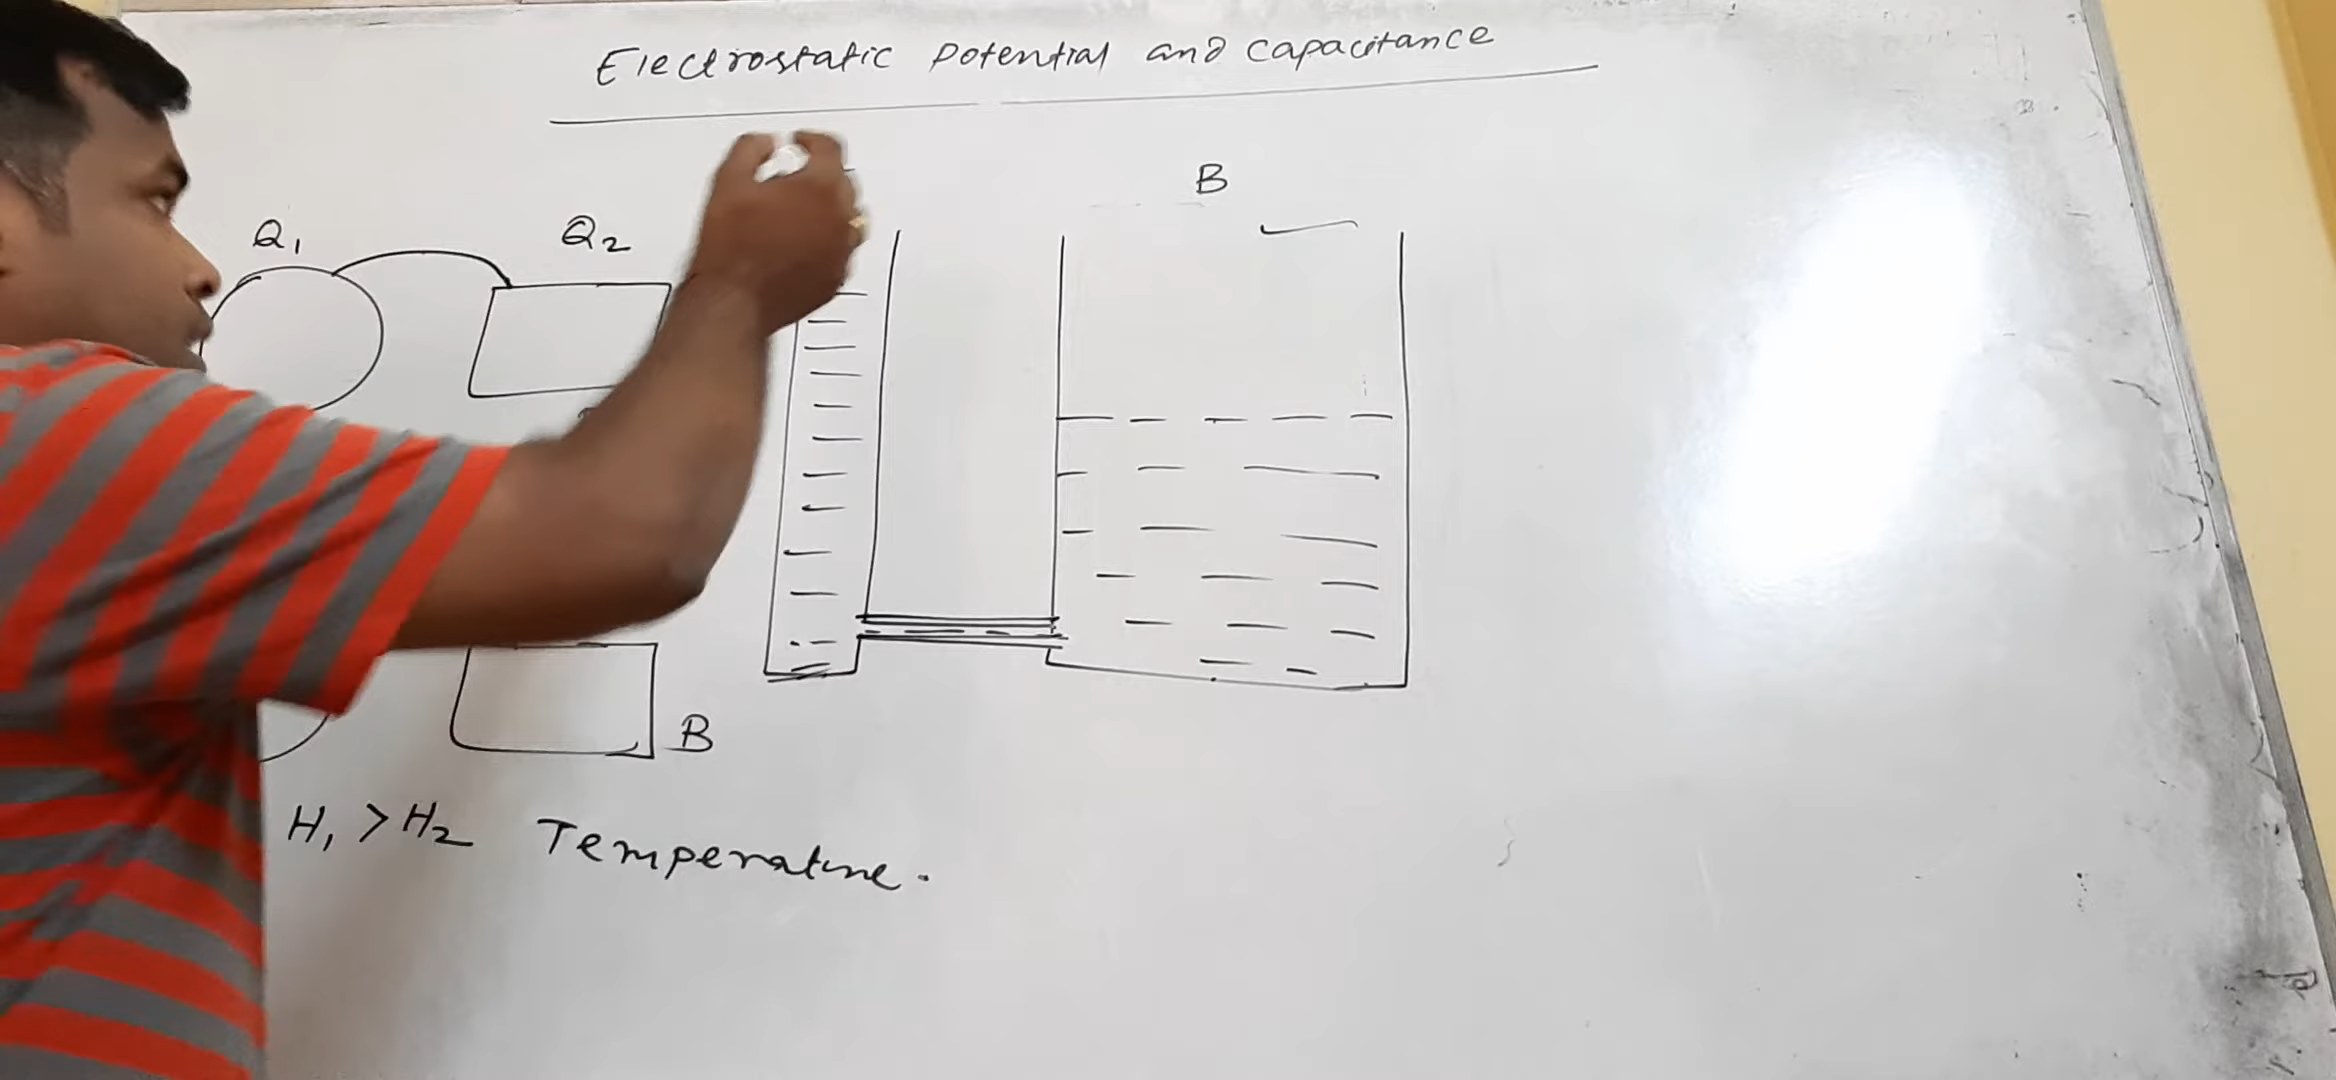 Electrostatic Potential and Capacitance
B
Q₁
Q₂
B
H₁ > H₂ Temperature.